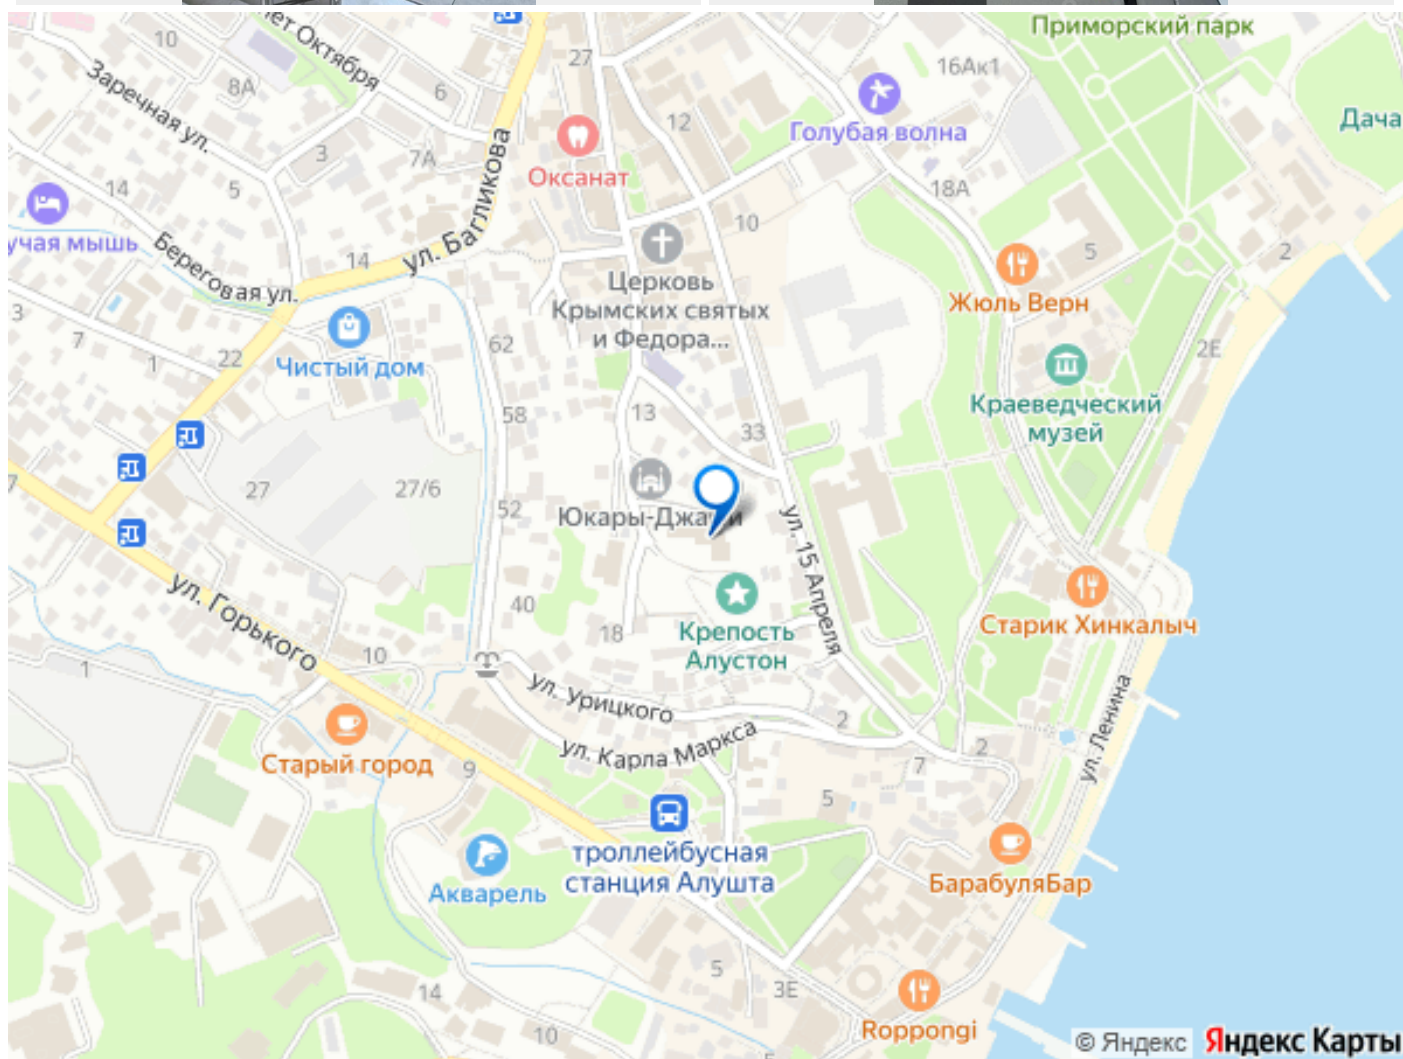 Приморский парк
лет Октября
10
27
16Ак1
8А
6
Заречная ул.
12
Голубая волна
Дача
3
7А
Оксанат
14
5
18А
ул. Багликова
10
учая мышь
Береговая ул.
14
5
2
Церковь
Крымских святых
и Федора...
Жюль Верн
3
7
1
22
Чистый дом
62
2Е
Краеведческий
музей
58
13
33
27
27/6
7
52
Юкары-Джами
ул. 15 Апреля
ул. Горького
40
18
Крепость
Алустон
Старик Хинкалыч
1
10
ул. Урицкого
2
ул. Ленина
ул. Карла Маркса
2
Старый город
9
7
5
троллейбусная
станция Алушта
Акварель
БарабуляБар
5
3Е
14
10
Roppongi
© Яндекс Яндекс Карты